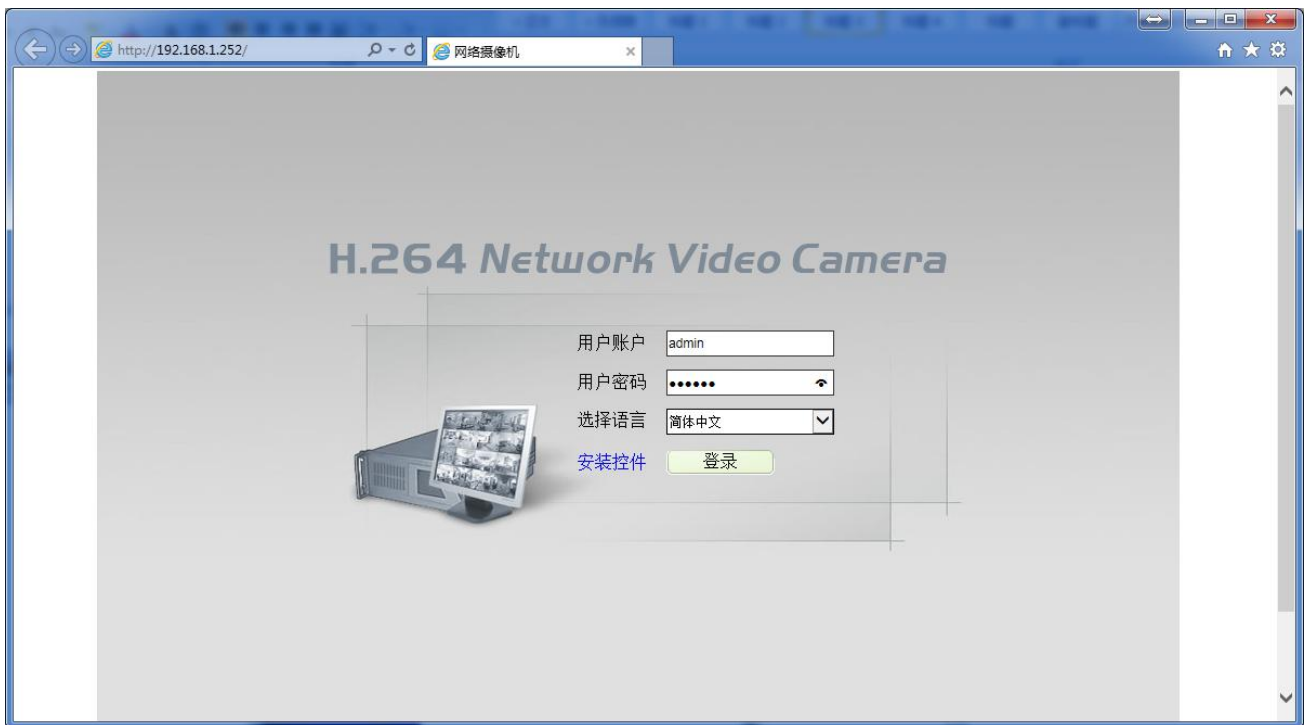 http://192.168.1.252/
网络摄像机
H.264 Network Video Camera
用户账户 admin
用户密码 ••••••
选择语言 简体中文
安装控件 登录